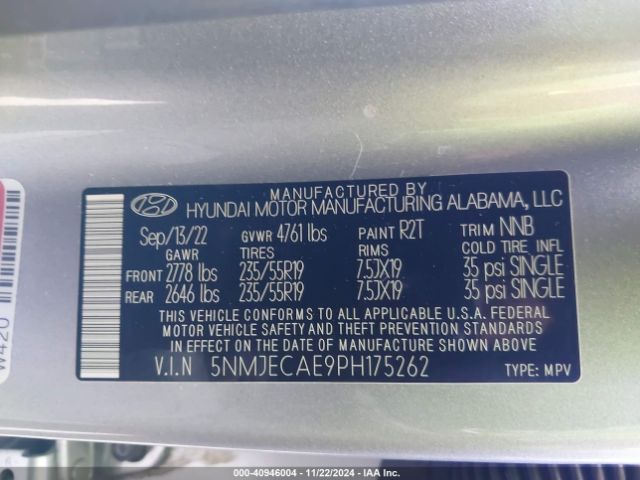 MANUFACTURED BY
HYUNDAI MOTOR MANUFACTURING ALABAMA, LLC
Sep/13/22 GVWR 4761 lbs PAINT R2T TRIM NNB
GAWR TIRES RIMS COLD TIRE INFL
FRONT 2778 lbs 235/55R19 7.5JX19 35 psi SINGLE
REAR 2646 lbs 235/55R19 7.5JX19 35 psi SINGLE
THIS VEHICLE CONFORMS TO ALL APPLICABLE U.S.A. FEDERAL
MOTOR VEHICLE SAFETY AND THEFT PREVENTION STANDARDS
IN EFFECT ON THE DATE OF MANUFACTURE SHOWN ABOVE
V.I.N 5NMJECAE9PH175262 TYPE: MPV
W420
000-40946004 - 11/22/2024 - IAA Inc.